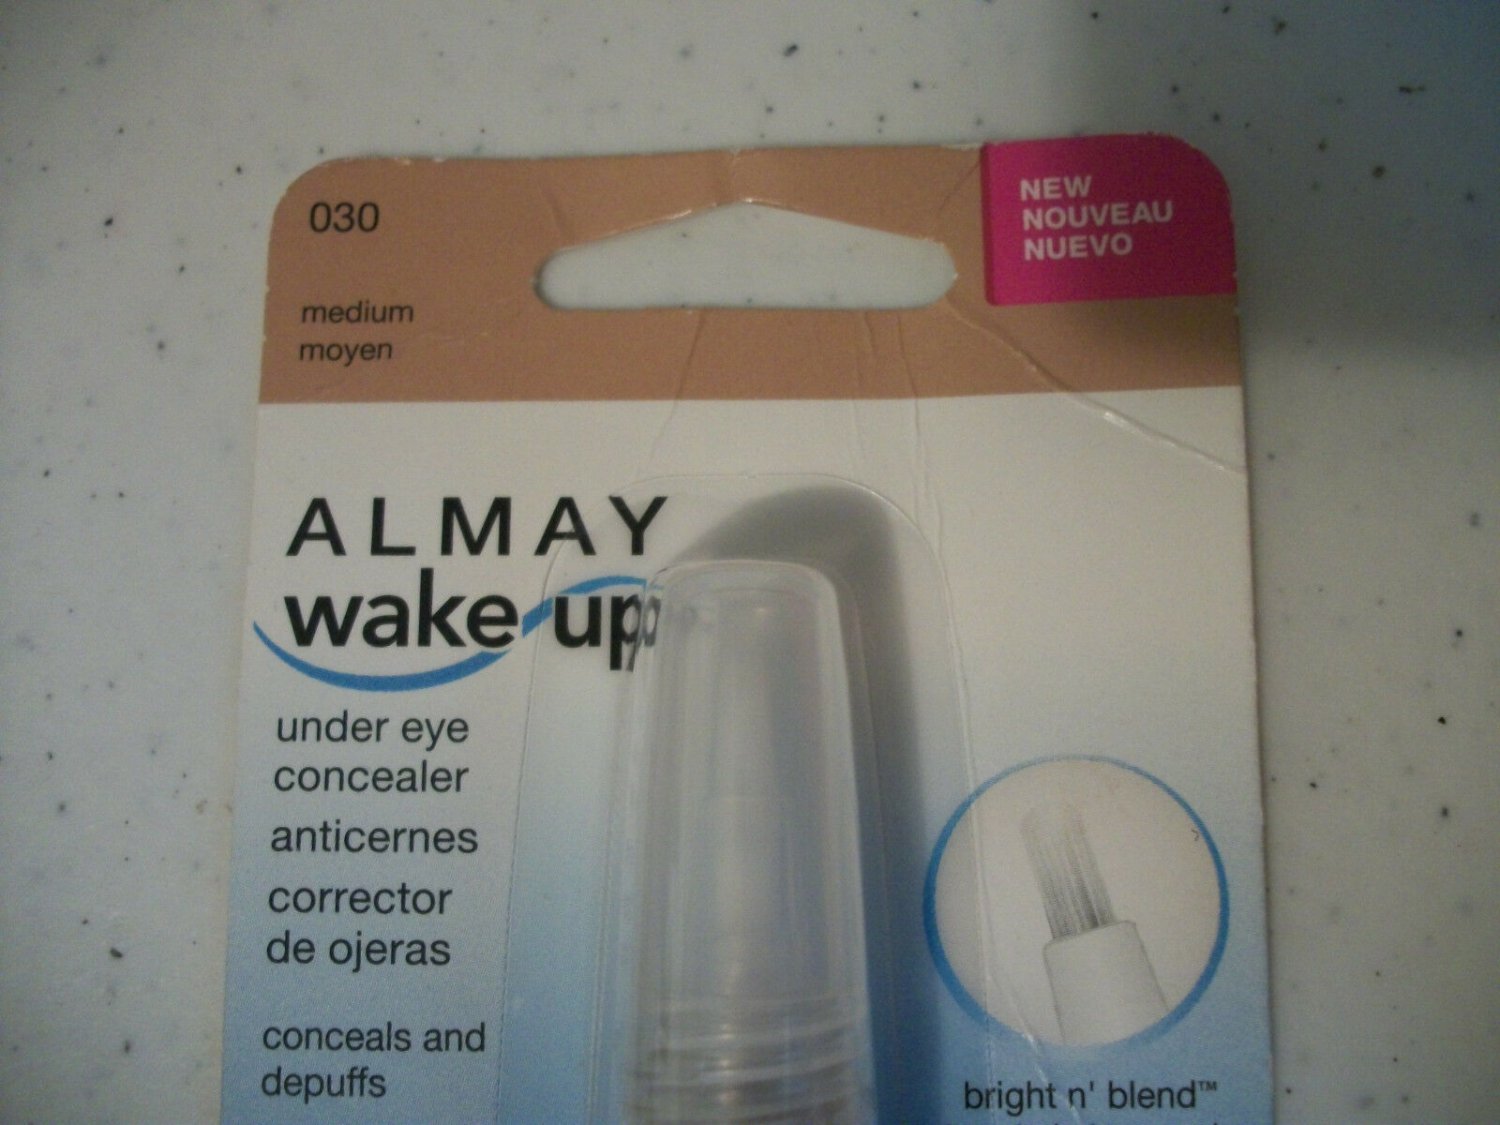 030
medium
moyen
NEW
NOUVEAU
NUEVO
ALMAY
wake up
under eye
concealer
anticernes
corrector
de ojeras
conceals and
depuffs
bright n' blend™